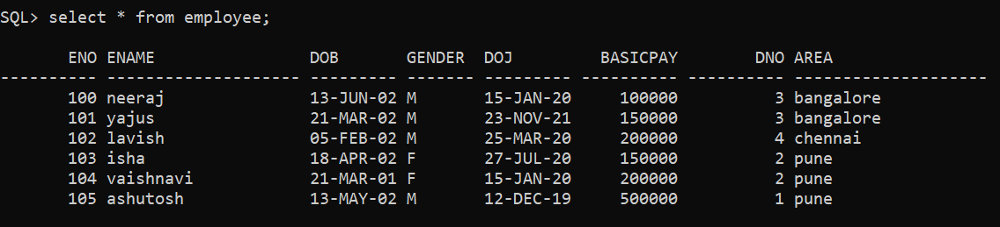 SQL> select * from employee;
       ENO ENAME                DOB       GENDER  DOJ         BASICPAY        DNO AREA
---------- -------------------- --------- ------- --------- ---------- ---------- --------------------
       100 neeraj               13-JUN-02 M       15-JAN-20     100000          3 bangalore
       101 yajus                21-MAR-02 M       23-NOV-21     150000          3 bangalore
       102 lavish               05-FEB-02 M       25-MAR-20     200000          4 chennai
       103 isha                 18-APR-02 F       27-JUL-20     150000          2 pune
       104 vaishnavi            21-MAR-01 F       15-JAN-20     200000          2 pune
       105 ashutosh             13-MAY-02 M       12-DEC-19     500000          1 pune